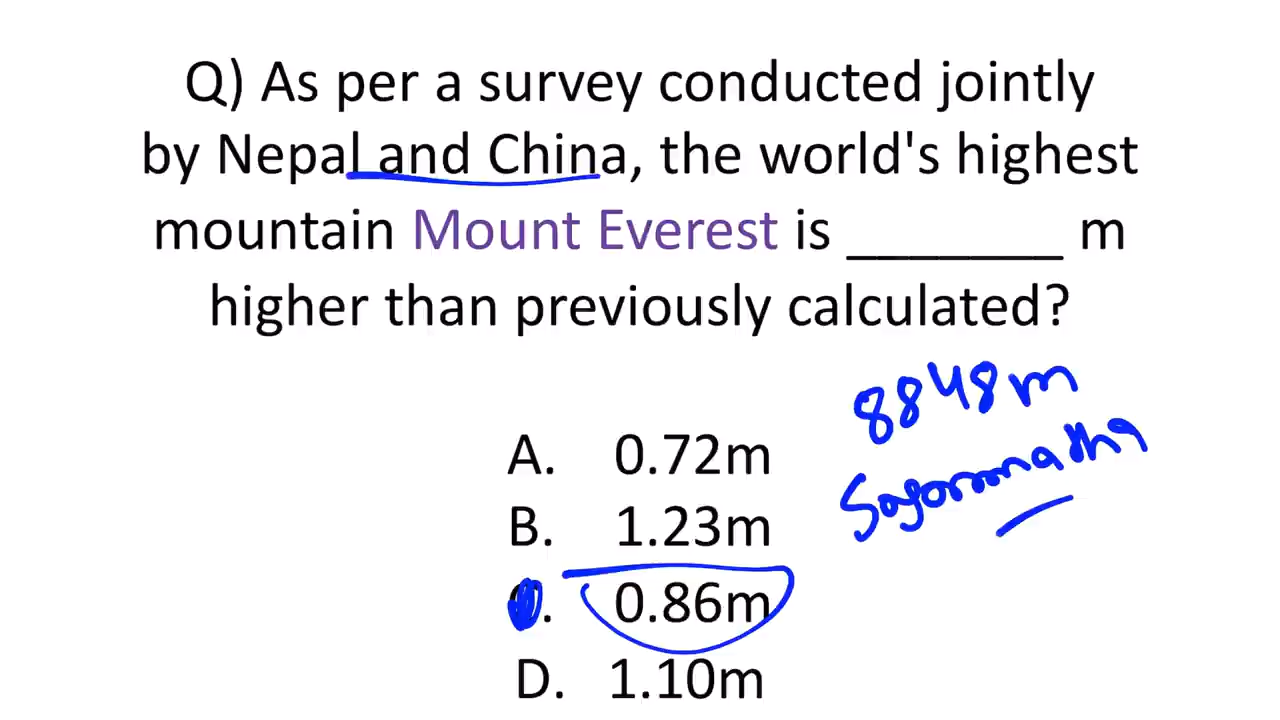 Q) As per a survey conducted jointly
by Nepal and China, the world's highest
mountain Mount Everest is _______ m
higher than previously calculated?
8848m
Sagarmatha
A. 0.72m
B. 1.23m
0.86m
D. 1.10m